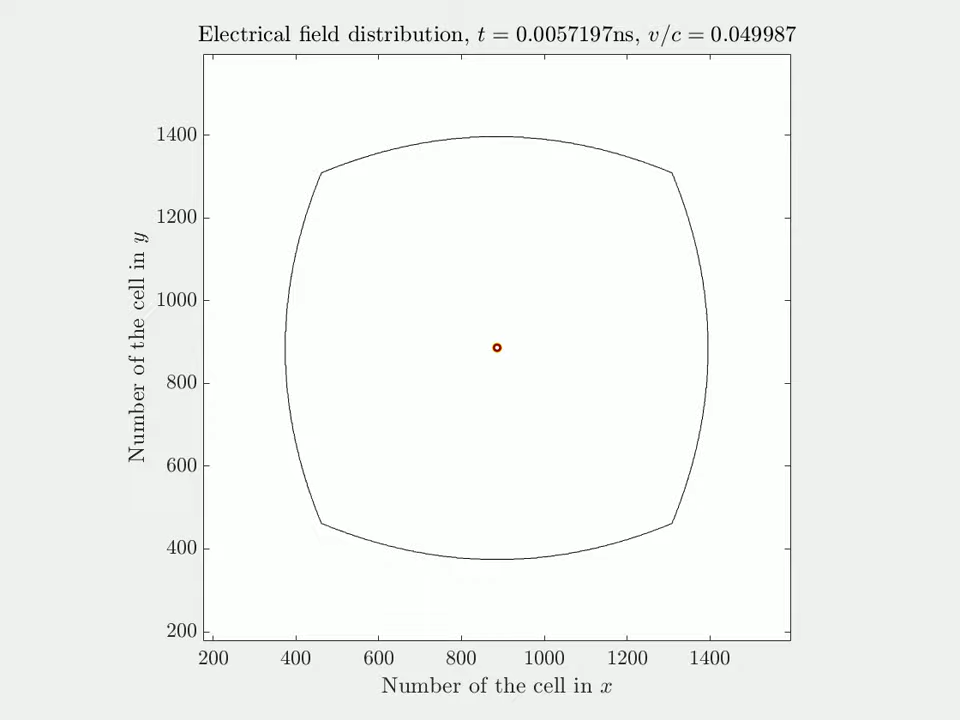 Electrical field distribution, t = 0.0057197ns, v/c = 0.049987
1400
1200
1000
800
600
400
200
Number of the cell in y
200 400 600 800 1000 1200 1400
Number of the cell in x